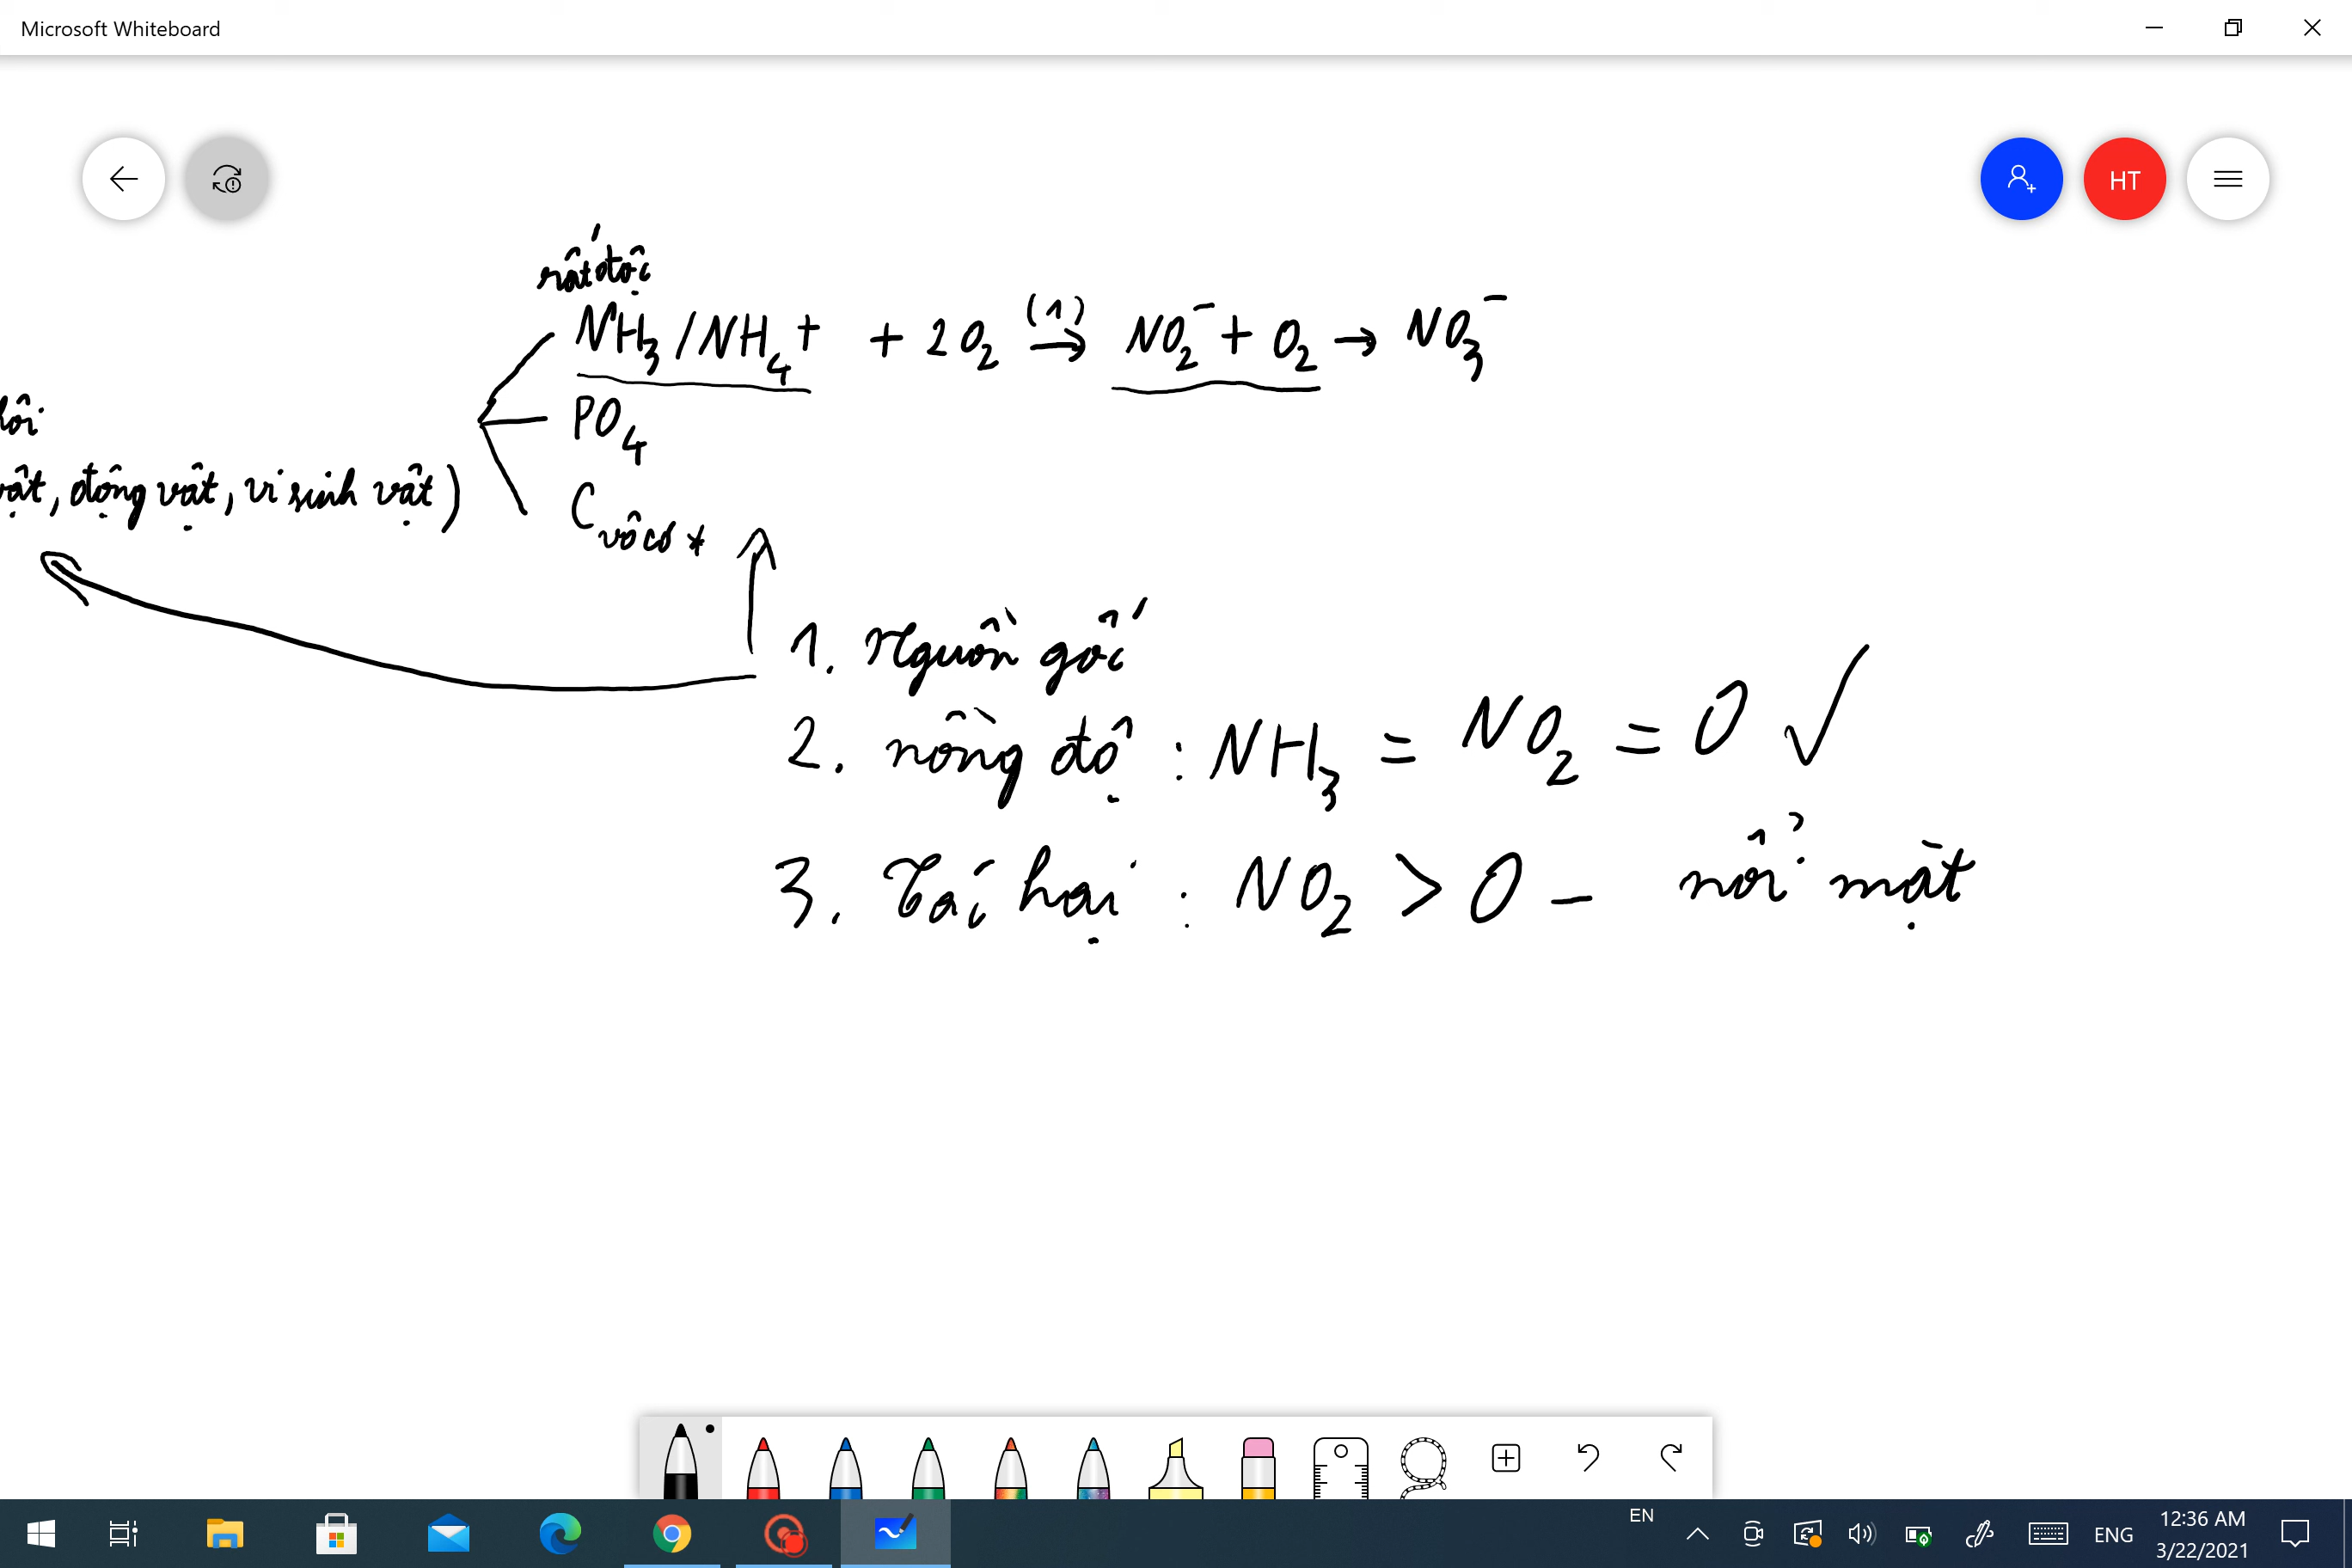 Microsoft Whiteboard
HT
rất độc
NH₃/NH₄+ + 2O₂ (1)→ NO₂⁻ + O₂ → NO₃⁻
PO₄
vật, động vật, vi sinh vật)
C vô cơ *
1. Nguồn gốc
2. nồng độ : NH₃ = NO₂ = 0 ✓
3. Tác hại : NO₂ > 0 – nổi mặt
EN
ENG
12:36 AM
3/22/2021